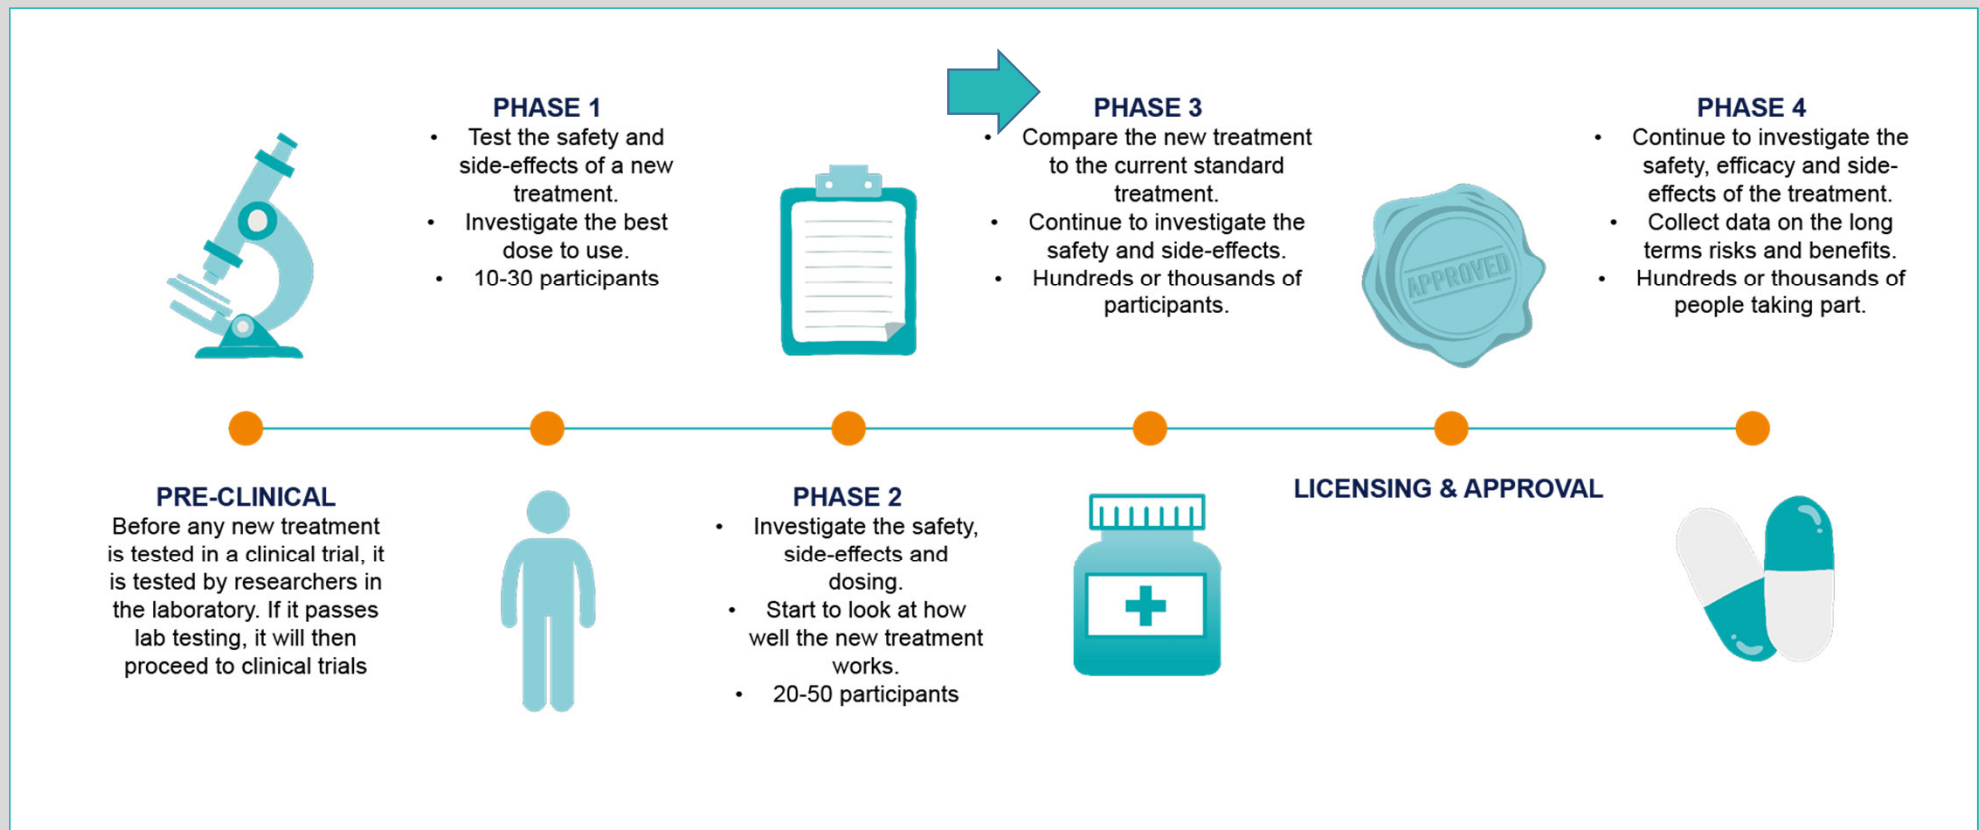 PHASE 1
• Test the safety and
side-effects of a new
treatment.
• Investigate the best
dose to use.
• 10-30 participants
PHASE 3
• Compare the new treatment
to the current standard
treatment.
• Continue to investigate the
safety and side-effects.
• Hundreds or thousands of
participants.
APPROVED
PHASE 4
• Continue to investigate the
safety, efficacy and side-
effects of the treatment.
• Collect data on the long
terms risks and benefits.
• Hundreds or thousands of
people taking part.
PRE-CLINICAL
Before any new treatment
is tested in a clinical trial, it
is tested by researchers in
the laboratory. If it passes
lab testing, it will then
proceed to clinical trials
PHASE 2
• Investigate the safety,
side-effects and
dosing.
• Start to look at how
well the new treatment
works.
• 20-50 participants
LICENSING & APPROVAL